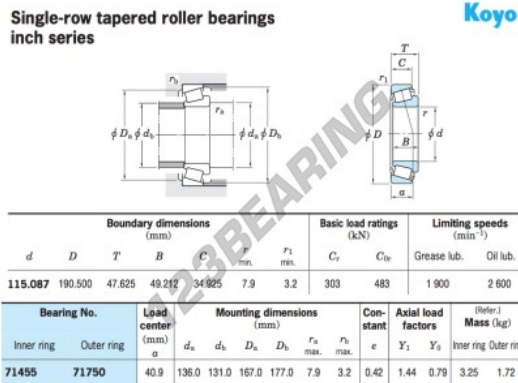 Single-row tapered roller bearings Koyo
inch series
T
C
r1
r
B
φD φd
a
rb
ra
φDa φdb φda φDb
123BEARING
Boundary dimensions Basic load ratings Limiting speeds
(mm) (kN) (min-1)
d D T B C r min. r1 min. Cr C0r Grease lub. Oil lub.
115.087 190.500 47.625 49.212 34.925 7.9 3.2 303 483 1 900 2 600
Bearing No. Load center (mm) a Mounting dimensions (mm) Con-stant e Axial load factors (Refer.) Mass (kg)
Inner ring Outer ring da db Da Db ra max. rb max. Y1 Y0 Inner ring Outer rin
71455 71750 40.9 136.0 131.0 167.0 177.0 7.9 3.2 0.42 1.44 0.79 3.25 1.72